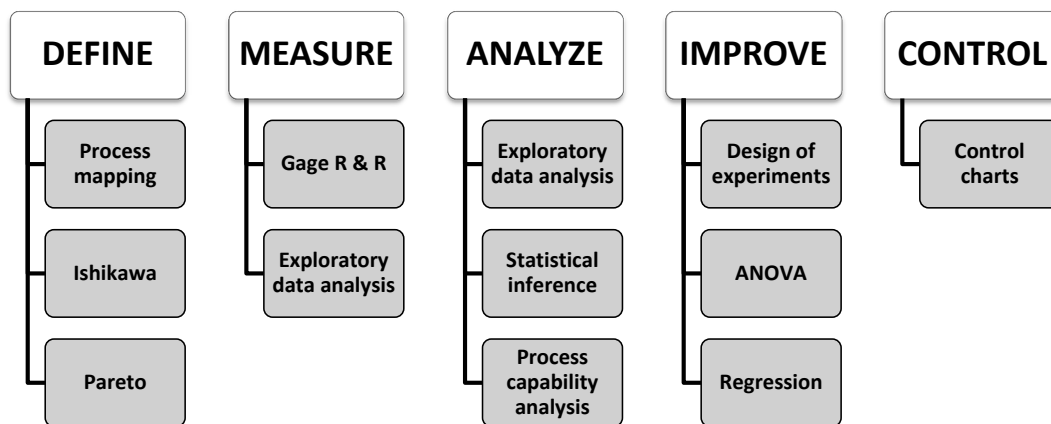 DEFINE
Process
mapping
Ishikawa
Pareto
MEASURE
Gage R & R
Exploratory
data analysis
ANALYZE
Exploratory
data analysis
Statistical
inference
Process
capability
analysis
IMPROVE
Design of
experiments
ANOVA
Regression
CONTROL
Control
charts